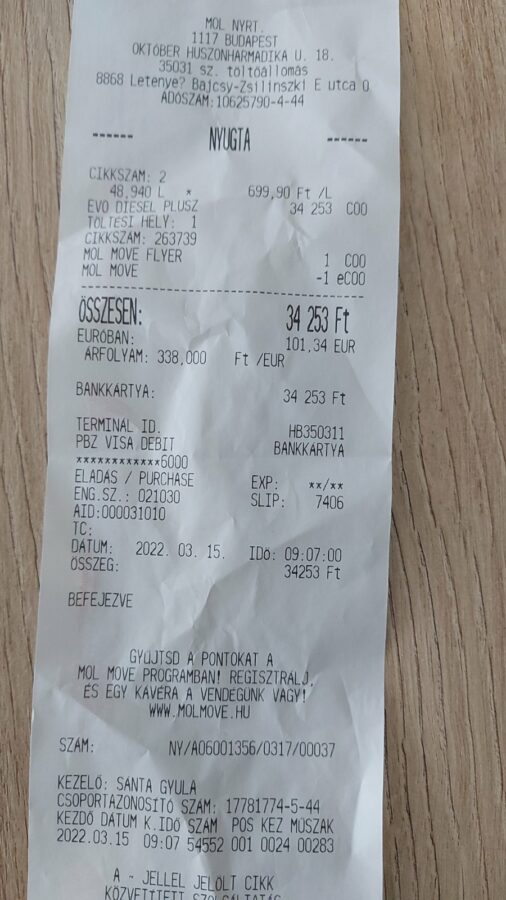 MOL NYRT.
1117 BUDAPEST
OKTÓBER HUSZONHARMADIKA U. 18.
35031 sz. töltőállomás
8868 Letenye? Bajcsy-Zsilinszki E utca 0
ADÓSZÁM:10625790-4-44
------ NYUGTA ------
CIKKSZÁM: 2
48,940 L * 699,90 Ft /L
EVO DIESEL PLUSZ 34 253 C00
TÖLTÉSI HELY: 1
CIKKSZÁM: 263739
MOL MOVE FLYER 1 C00
MOL MOVE -1 eC00
ÖSSZESEN: 34 253 Ft
EURÓBAN: 101,34 EUR
ÁRFOLYAM: 338,000 Ft /EUR
BANKKÁRTYA: 34 253 Ft
TERMINAL ID. HB350311
PBZ VISA DEBIT BANKKÁRTYA
************6000
ELADÁS / PURCHASE EXP: **/**
ENG.SZ.: 021030 SLIP: 7406
AID:000031010
TC:
DÁTUM: 2022. 03. 15. IDŐ: 09:07:00
ÖSSZEG: 34253 Ft
BEFEJEZVE
GYŰJTSD A PONTOKAT A
MOL MOVE PROGRAMBAN! REGISZTRÁLJ,
ÉS EGY KÁVÉRA A VENDÉGÜNK VAGY!
WWW.MOLMOVE.HU
SZÁM: NY/A06001356/0317/00037
KEZELŐ: SANTA GYULA
CSOPORTAZONOSÍTÓ SZÁM: 17781774-5-44
KEZDŐ DÁTUM K.IDŐ SZÁM POS KEZ MŰSZAK
2022.03.15 09:07 54552 001 0024 00283
A ~ JELLEL JELÖLT CIKK
KÖZVETÍTETT SZOLGÁLTATÁS